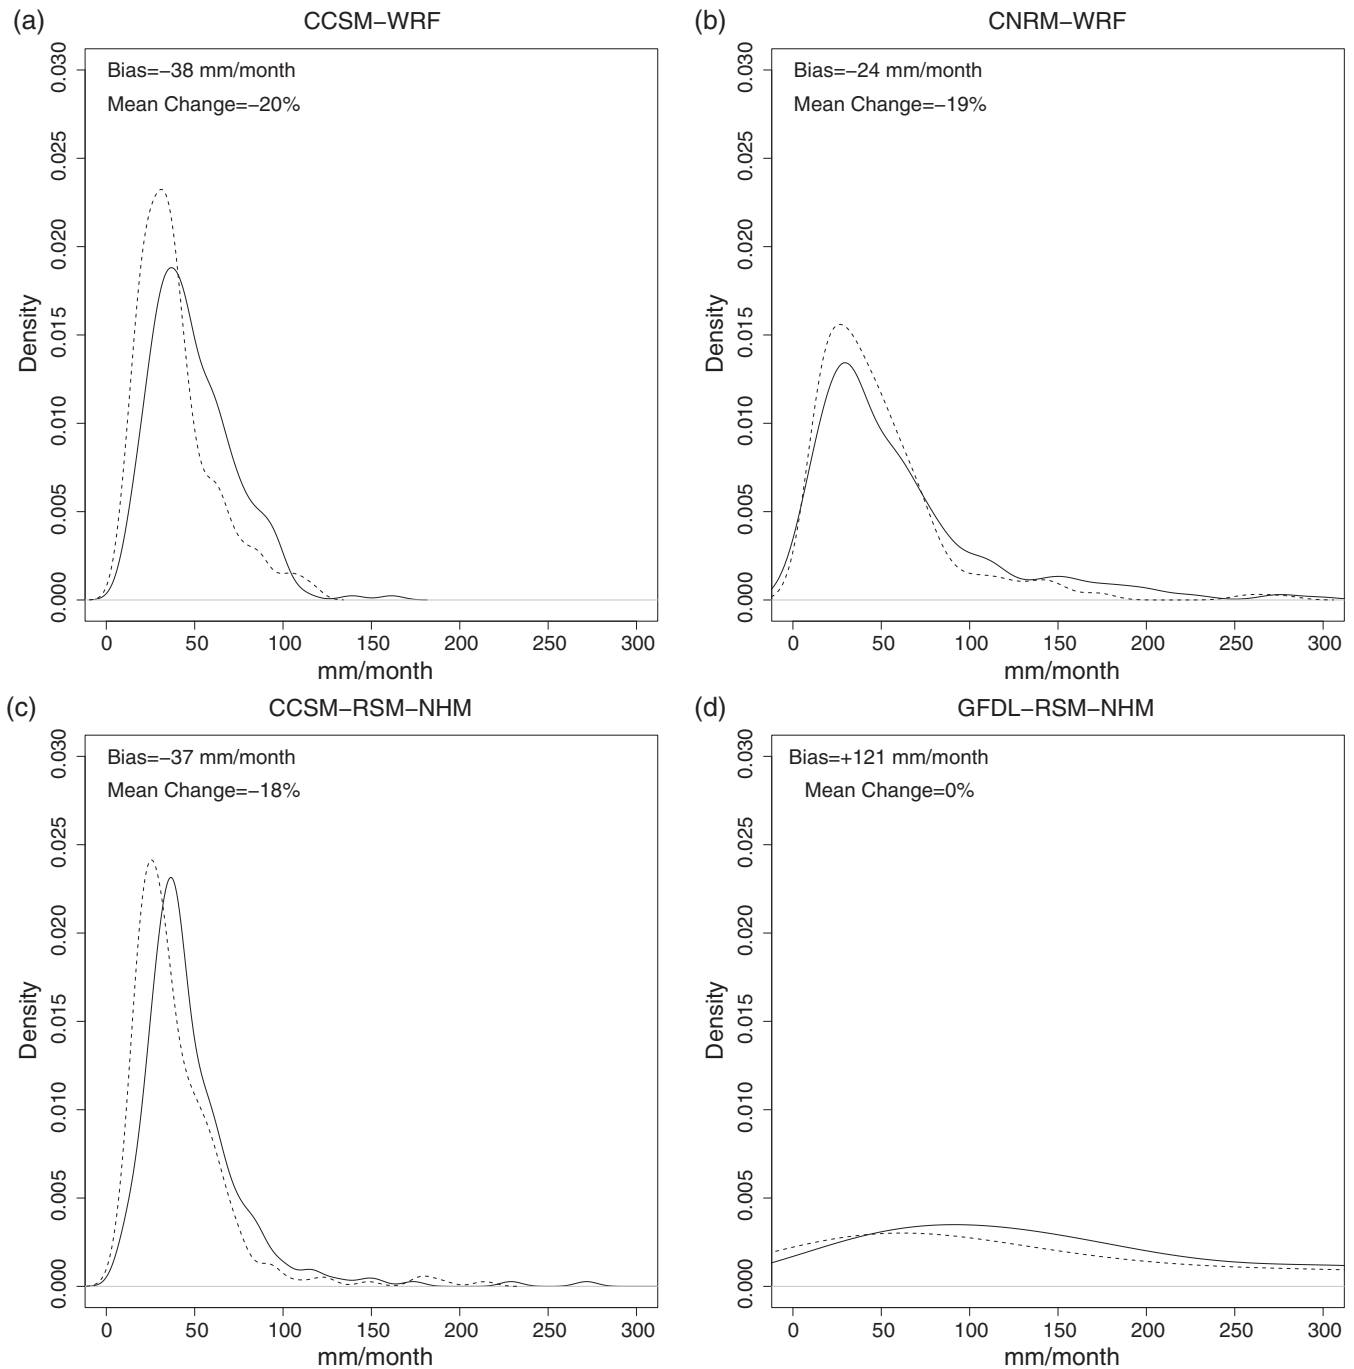 (a)
CCSM−WRF
Bias=−38 mm/month
Mean Change=−20%
Density
0.000 0.005 0.010 0.015 0.020 0.025 0.030
0 50 100 150 200 250 300
mm/month
(b)
CNRM−WRF
Bias=−24 mm/month
Mean Change=−19%
Density
0.000 0.005 0.010 0.015 0.020 0.025 0.030
0 50 100 150 200 250 300
mm/month
(c)
CCSM−RSM−NHM
Bias=−37 mm/month
Mean Change=−18%
Density
0.000 0.005 0.010 0.015 0.020 0.025 0.030
0 50 100 150 200 250 300
mm/month
(d)
GFDL−RSM−NHM
Bias=+121 mm/month
Mean Change=0%
Density
0.000 0.005 0.010 0.015 0.020 0.025 0.030
0 50 100 150 200 250 300
mm/month